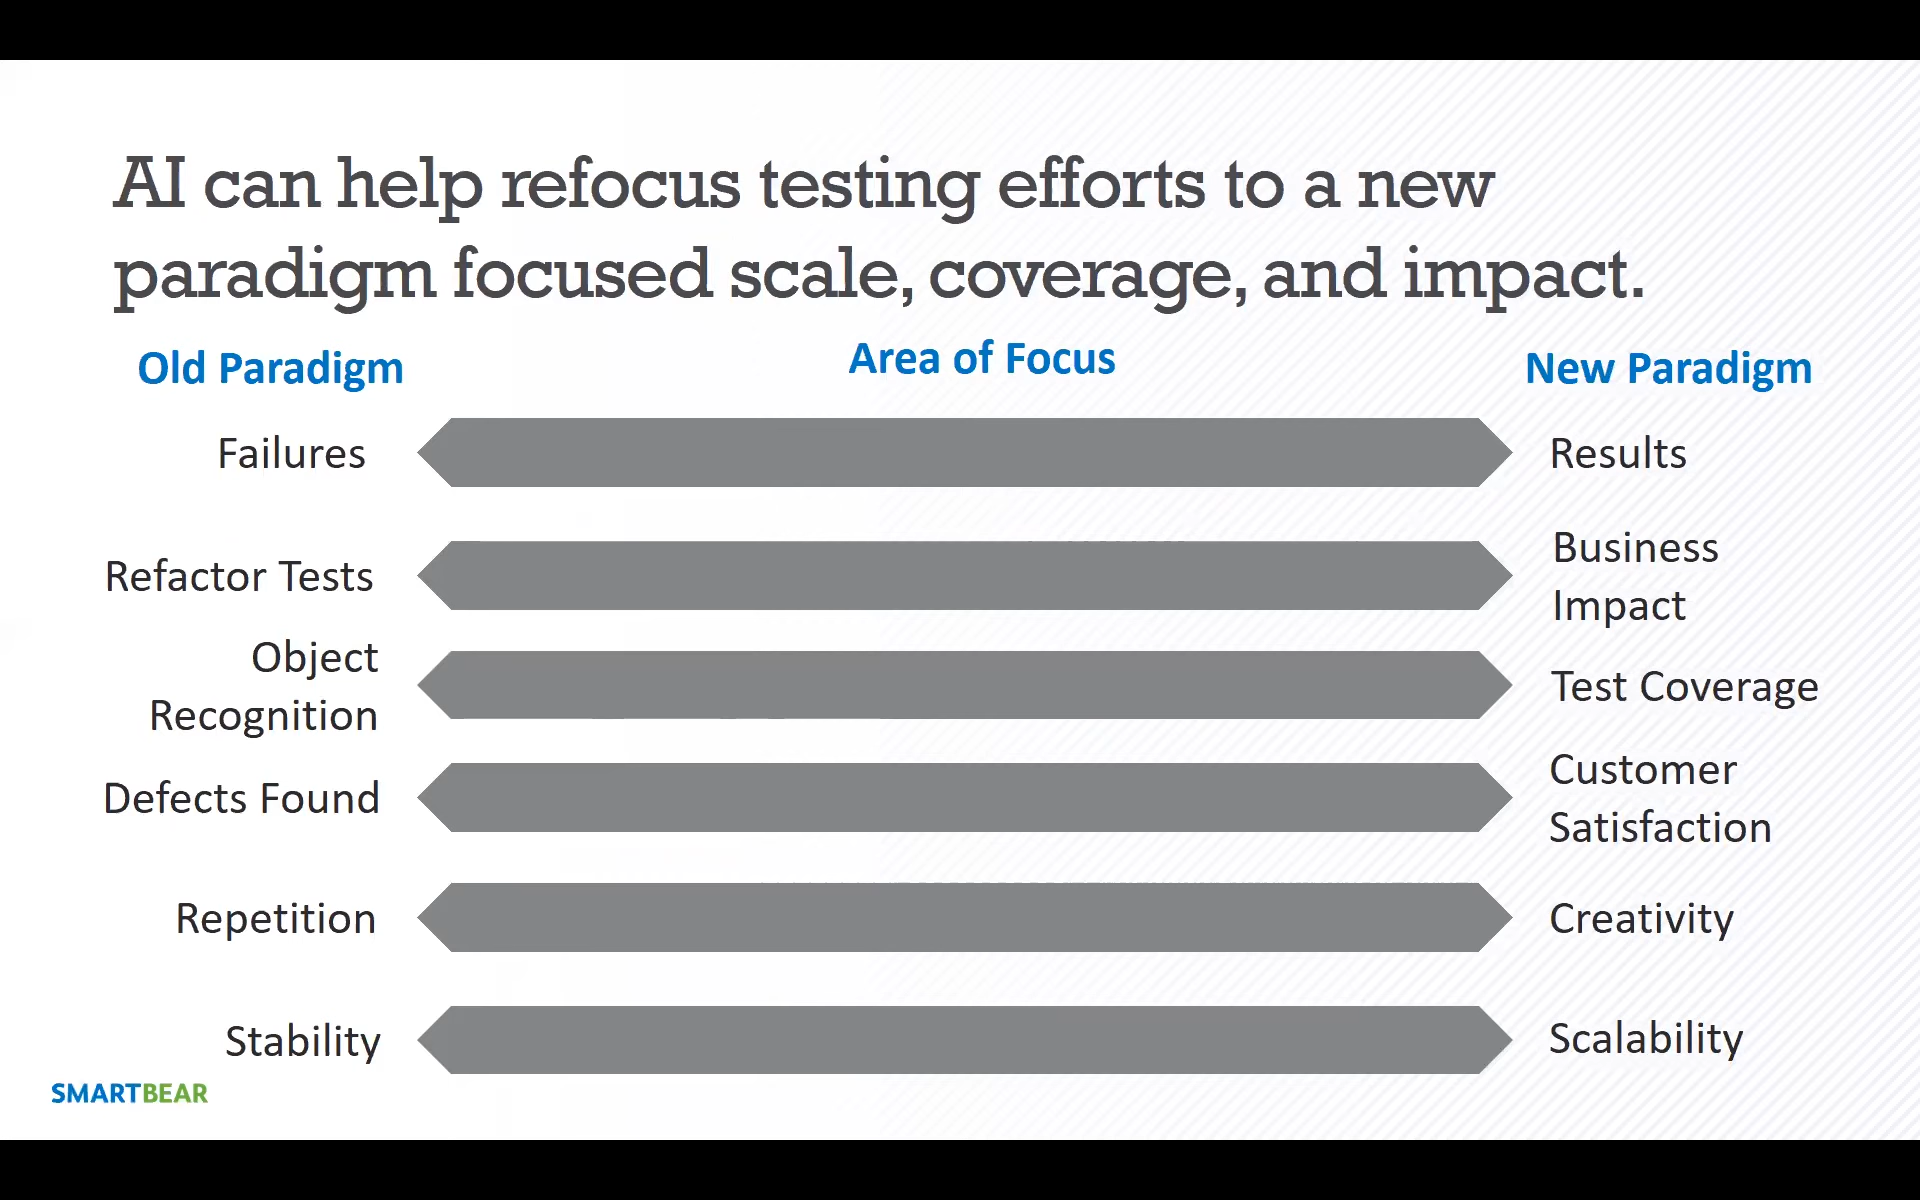 AI can help refocus testing efforts to a new
paradigm focused scale, coverage, and impact.
Old Paradigm
Area of Focus
New Paradigm
Failures
Results
Refactor Tests
Business
Impact
Object
Recognition
Test Coverage
Defects Found
Customer
Satisfaction
Repetition
Creativity
Stability
Scalability
SMARTBEAR